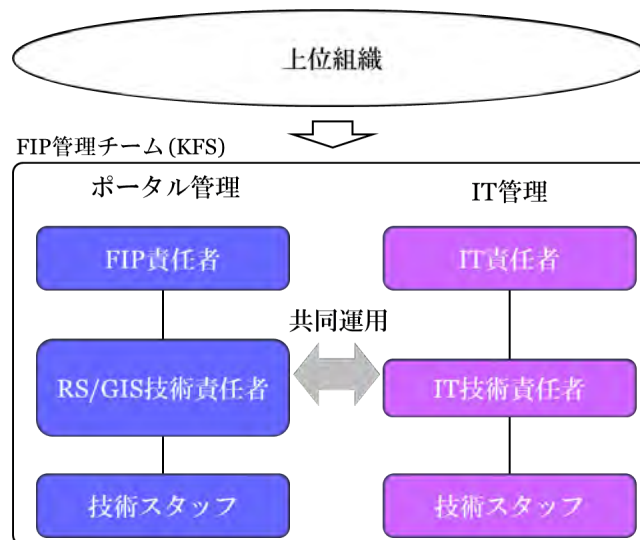 上位組織
FIP管理チーム(KFS)
ポータル管理
IT管理
FIP責任者
IT責任者
共同運用
RS/GIS技術責任者
IT技術責任者
技術スタッフ
技術スタッフ